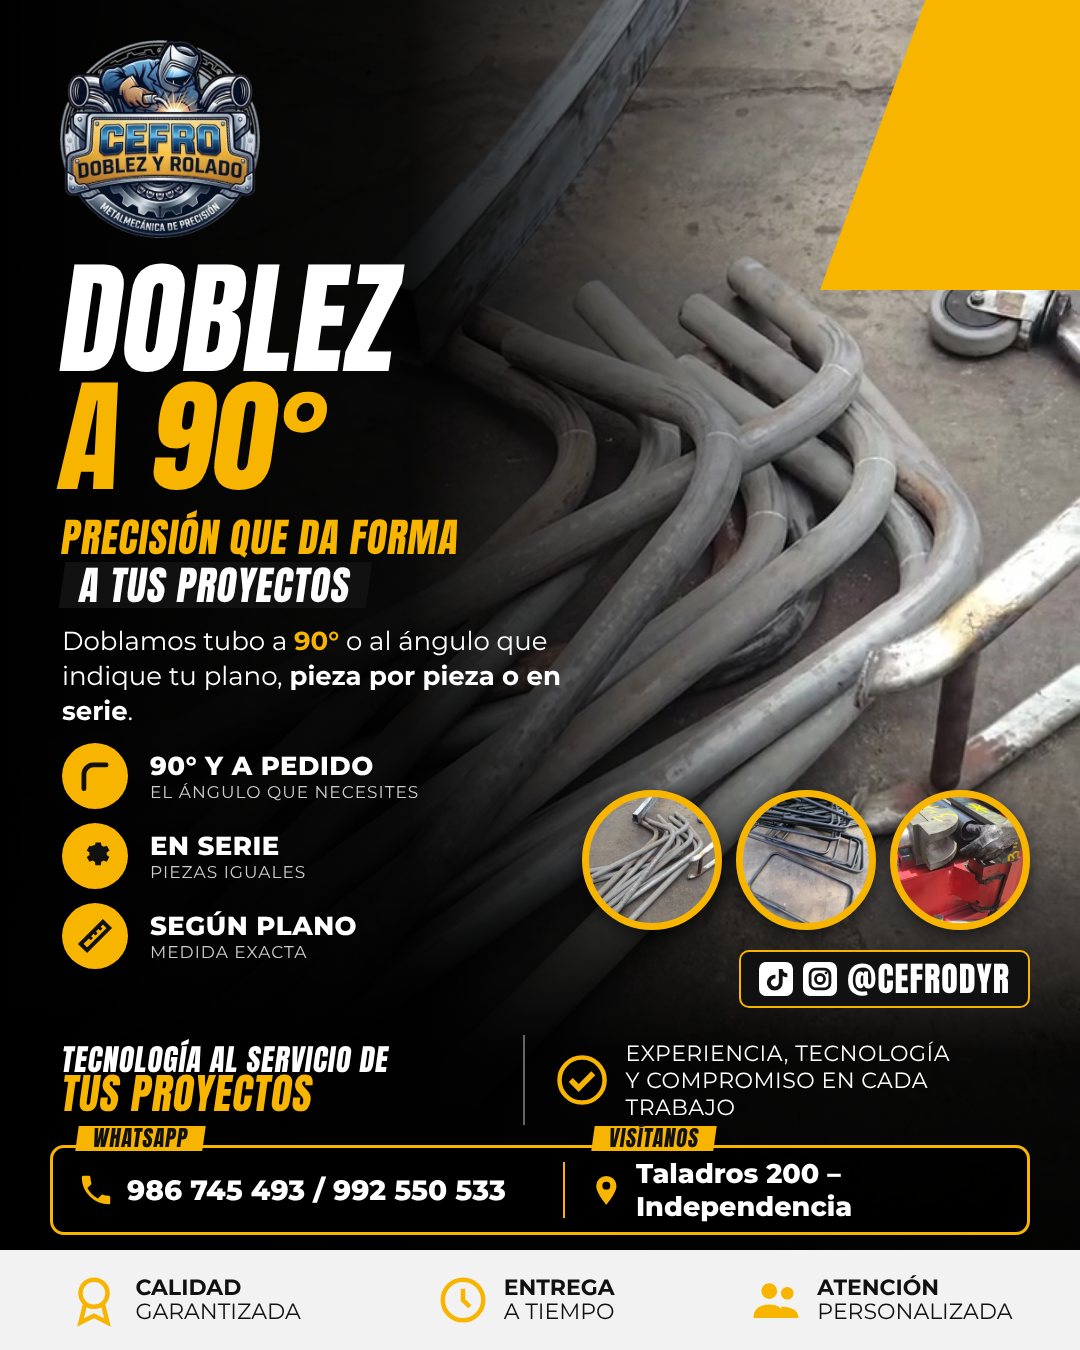 CEFRO
DOBLEZ Y ROLADO
METALMECÁNICA DE PRECISIÓN
DOBLEZ
A 90°
PRECISIÓN QUE DA FORMA
A TUS PROYECTOS
Doblamos tubo a 90° o al ángulo que
indique tu plano, pieza por pieza o en
serie.
90° Y A PEDIDO
EL ÁNGULO QUE NECESITES
EN SERIE
PIEZAS IGUALES
SEGÚN PLANO
MEDIDA EXACTA
@CEFRODYR
TECNOLOGÍA AL SERVICIO DE
TUS PROYECTOS
EXPERIENCIA, TECNOLOGÍA
Y COMPROMISO EN CADA
TRABAJO
WHATSAPP
986 745 493 / 992 550 533
VISÍTANOS
Taladros 200 –
Independencia
CALIDAD
GARANTIZADA
ENTREGA
A TIEMPO
ATENCIÓN
PERSONALIZADA